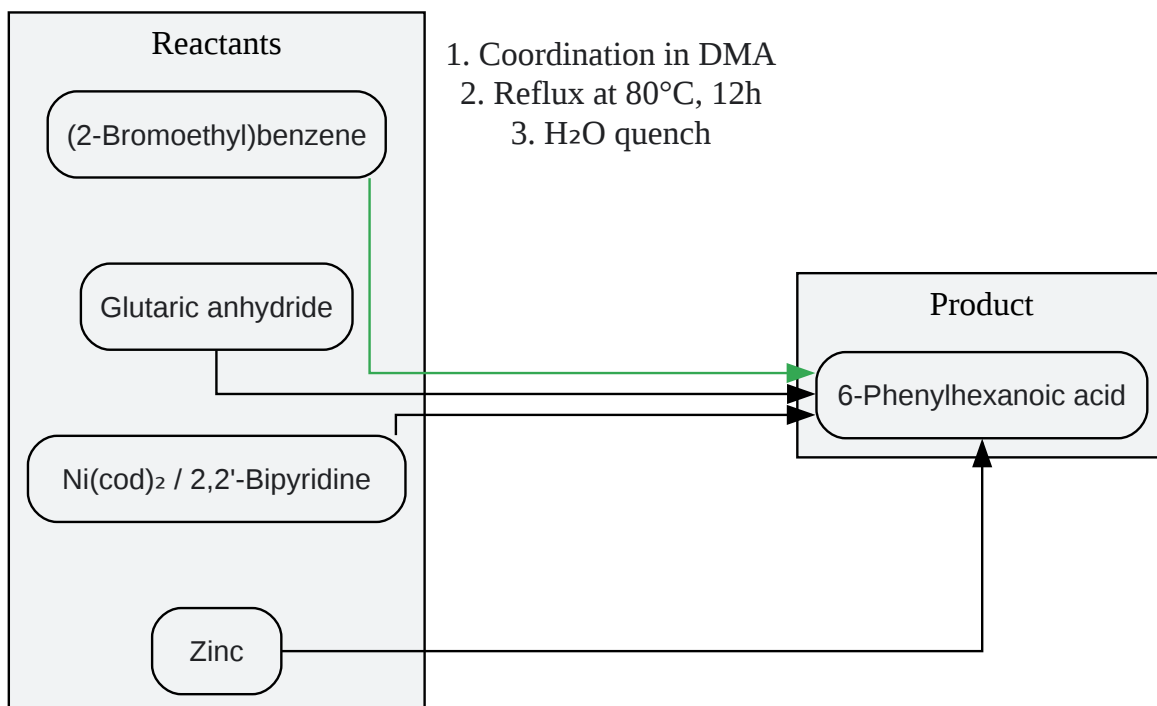 Reactants
(2-Bromoethyl)benzene
Glutaric anhydride
Ni(cod)₂ / 2,2'-Bipyridine
Zinc
1. Coordination in DMA
2. Reflux at 80°C, 12h
3. H₂O quench
Product
6-Phenylhexanoic acid